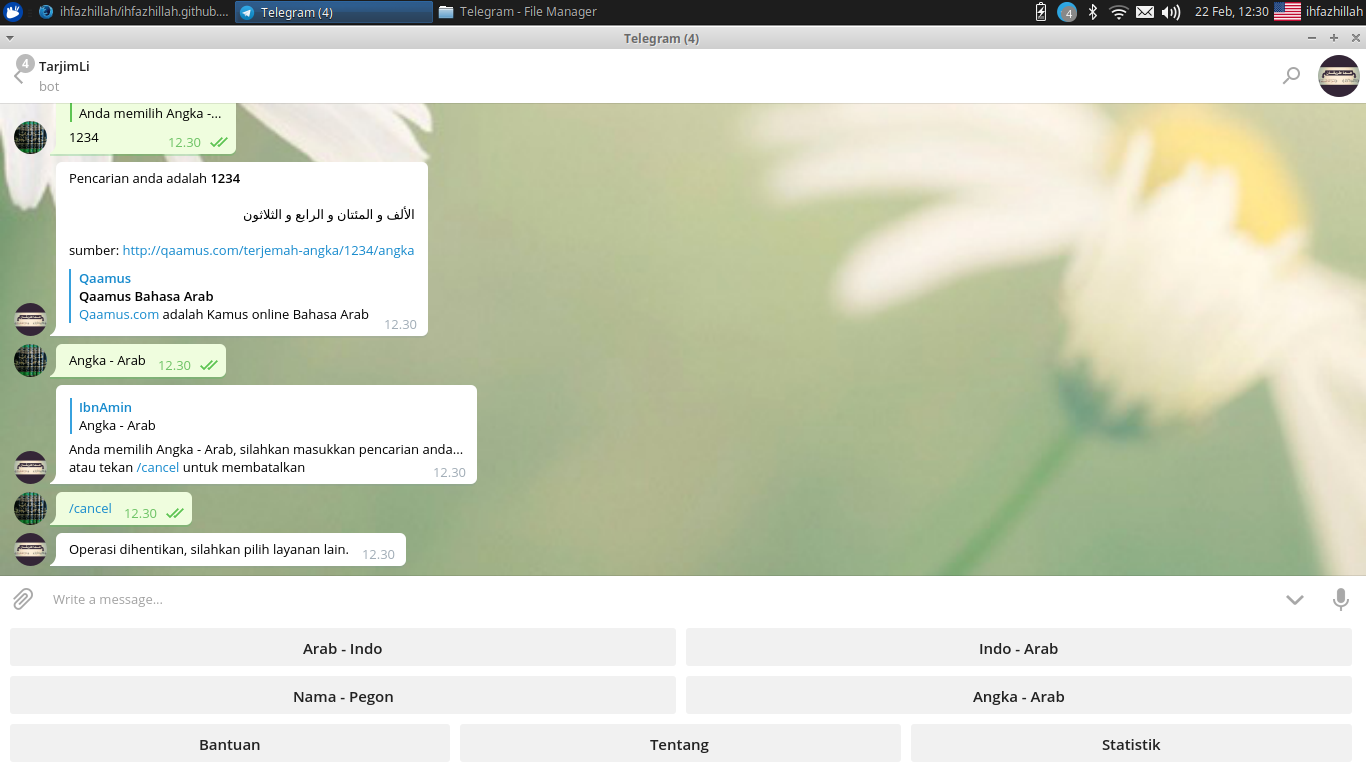 ihfazhillah/ihfazhillah.github....
Telegram (4)
Telegram - File Manager
4
22 Feb, 12:30
ihfazhillah
Telegram (4)
4
TarjimLi
bot
Anda memilih Angka -...
1234
12.30
Pencarian anda adalah 1234
الألف و المئتان و الرابع و الثلاثون
sumber: http://qaamus.com/terjemah-angka/1234/angka
Qaamus
Qaamus Bahasa Arab
Qaamus.com adalah Kamus online Bahasa Arab
12.30
Angka - Arab
12.30
IbnAmin
Angka - Arab
Anda memilih Angka - Arab, silahkan masukkan pencarian anda...
atau tekan /cancel untuk membatalkan
12.30
/cancel
12.30
Operasi dihentikan, silahkan pilih layanan lain.
12.30
Write a message...
Arab - Indo
Indo - Arab
Nama - Pegon
Angka - Arab
Bantuan
Tentang
Statistik